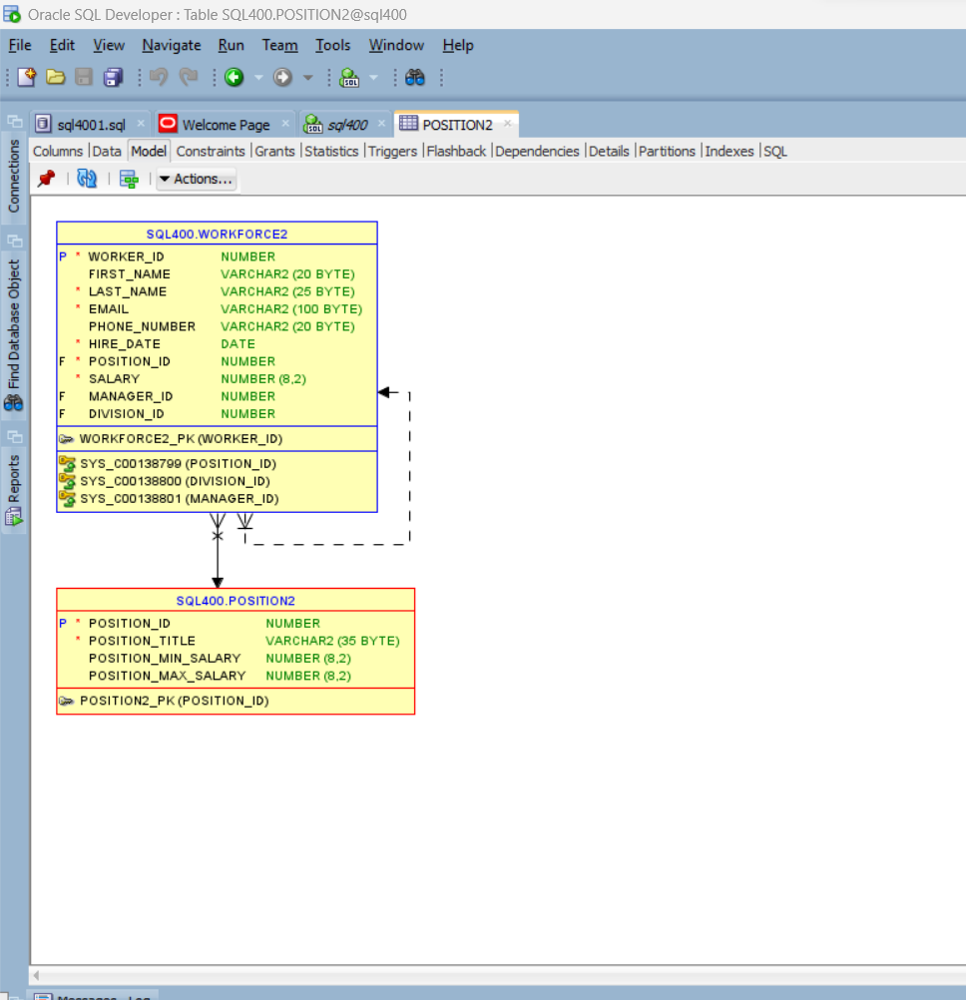 Oracle SQL Developer : Table SQL400.POSITION2@sql400
File Edit View Navigate Run Team Tools Window Help
sql4001.sql Welcome Page sql400 POSITION2
Columns Data Model Constraints Grants Statistics Triggers Flashback Dependencies Details Partitions Indexes SQL
Actions...
Connections
Find Database Object
Reports
SQL400.WORKFORCE2
P * WORKER_ID NUMBER
FIRST_NAME VARCHAR2 (20 BYTE)
* LAST_NAME VARCHAR2 (25 BYTE)
* EMAIL VARCHAR2 (100 BYTE)
PHONE_NUMBER VARCHAR2 (20 BYTE)
* HIRE_DATE DATE
F * POSITION_ID NUMBER
* SALARY NUMBER (8,2)
F MANAGER_ID NUMBER
F DIVISION_ID NUMBER
WORKFORCE2_PK (WORKER_ID)
SYS_C00138799 (POSITION_ID)
SYS_C00138800 (DIVISION_ID)
SYS_C00138801 (MANAGER_ID)
SQL400.POSITION2
P * POSITION_ID NUMBER
* POSITION_TITLE VARCHAR2 (35 BYTE)
POSITION_MIN_SALARY NUMBER (8,2)
POSITION_MAX_SALARY NUMBER (8,2)
POSITION2_PK (POSITION_ID)